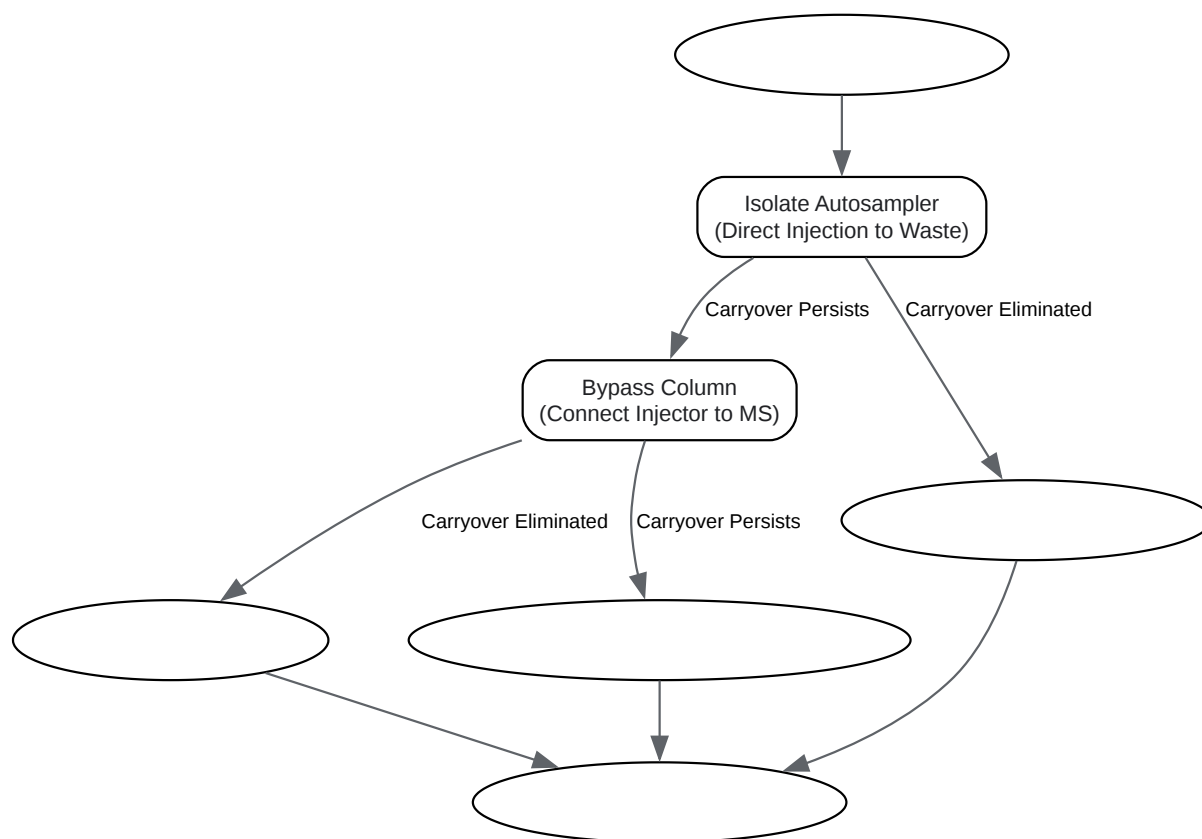 Isolate Autosampler
(Direct Injection to Waste)
Carryover Persists
Carryover Eliminated
Bypass Column
(Connect Injector to MS)
Carryover Eliminated
Carryover Persists